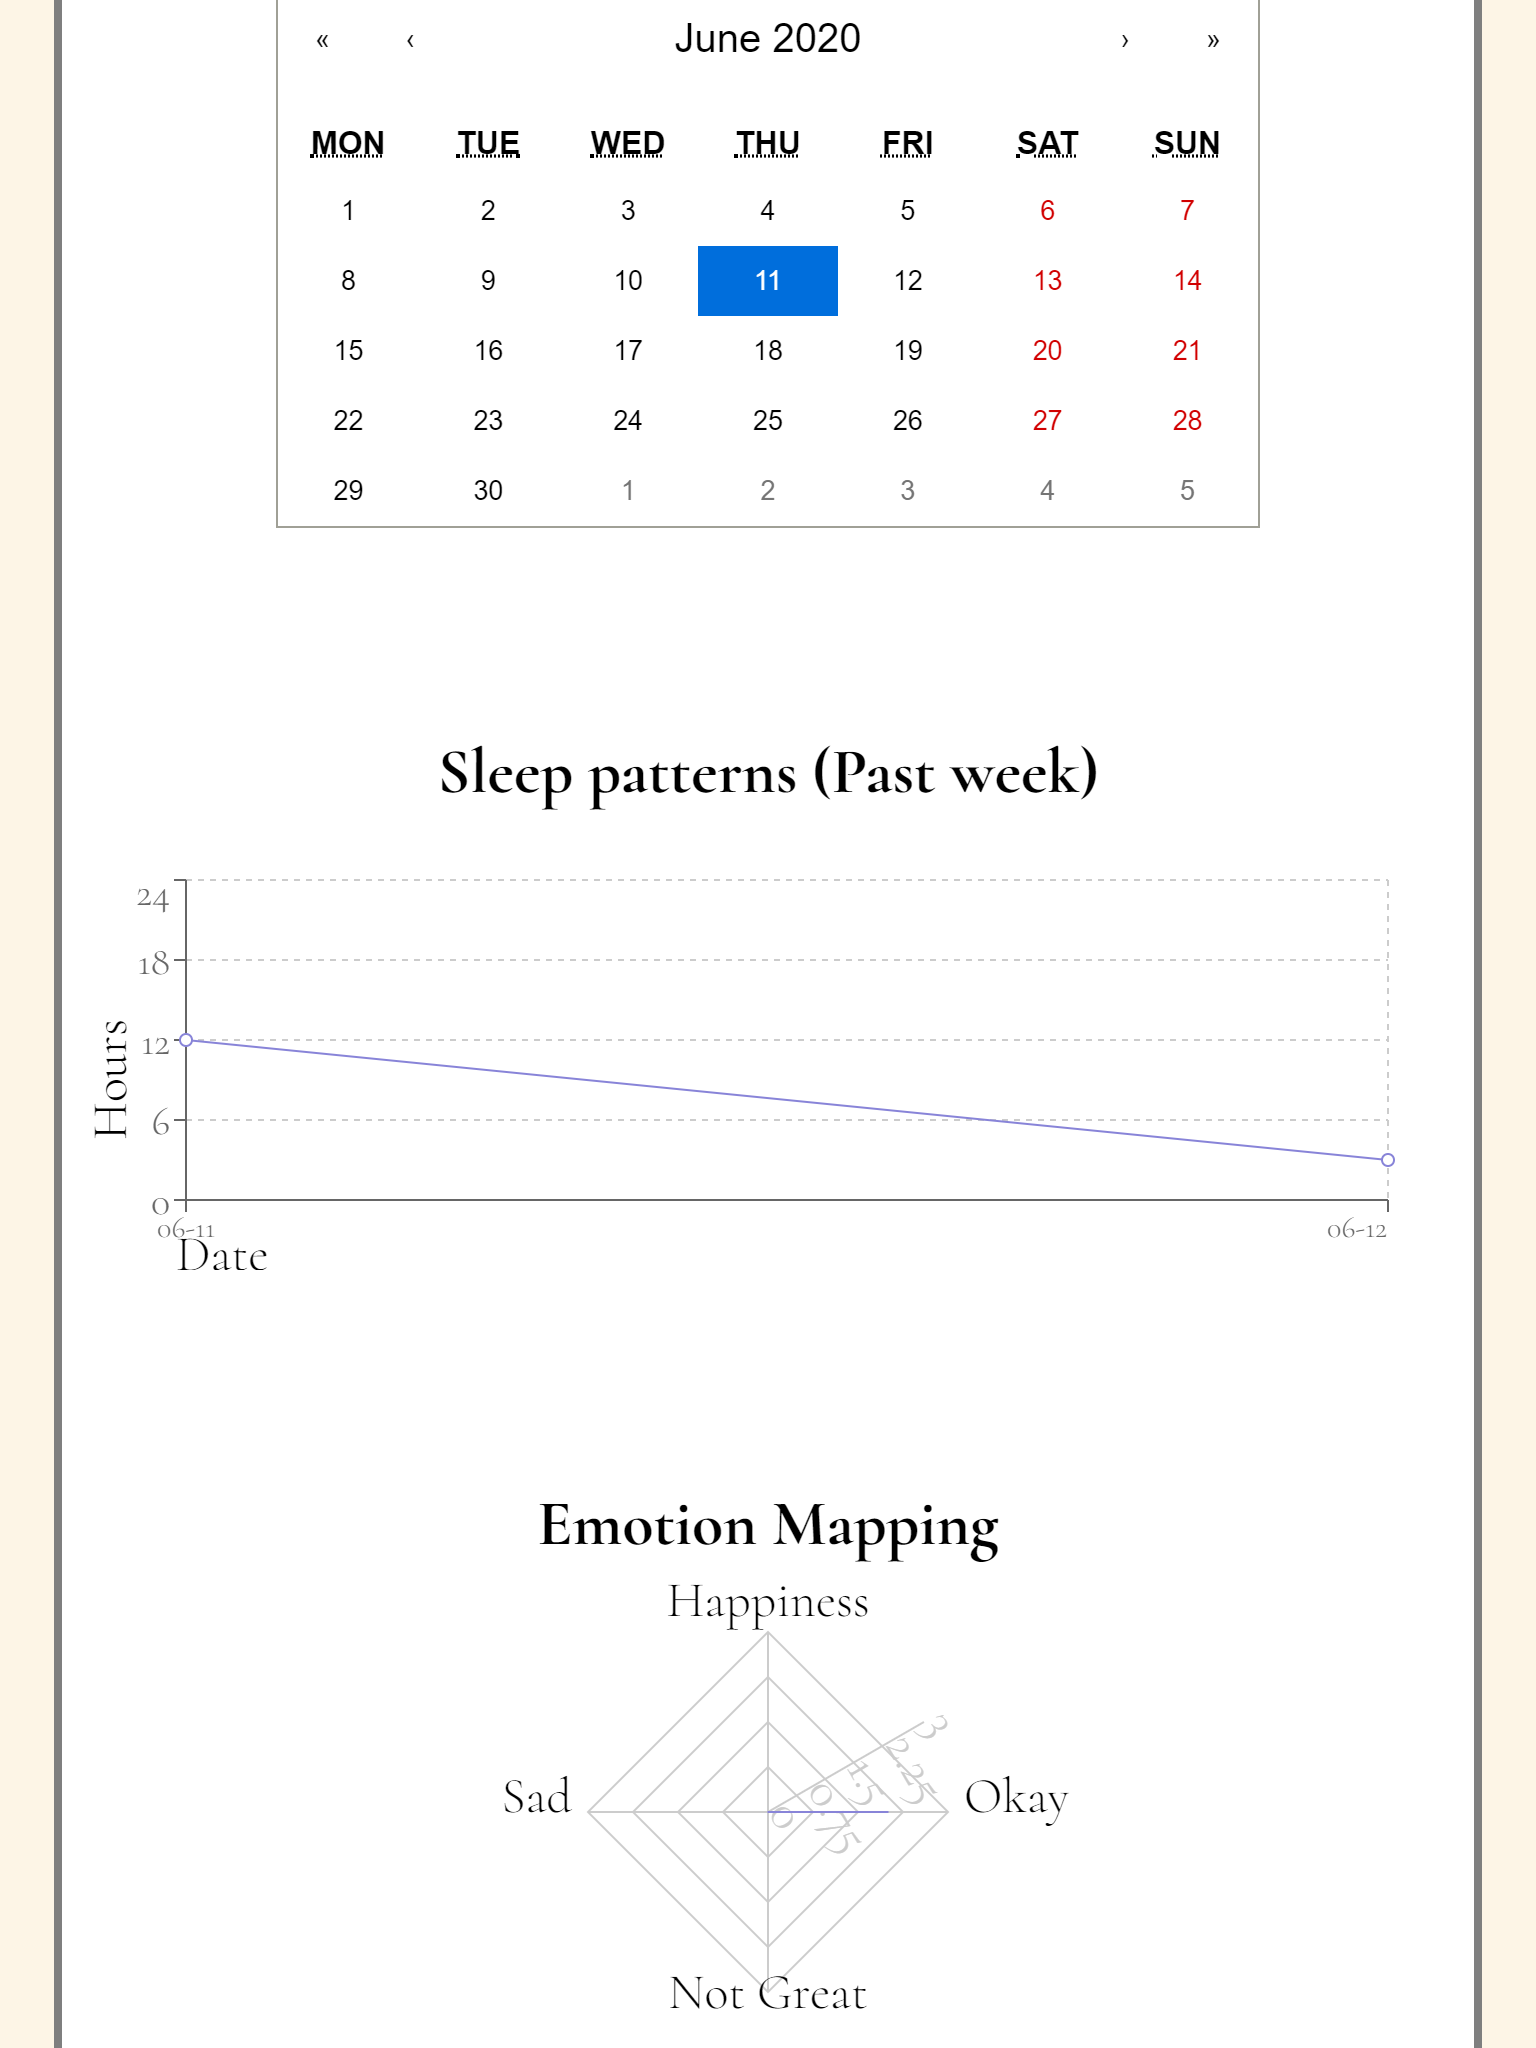 « ‹ June 2020 › »
MON TUE WED THU FRI SAT SUN
1 2 3 4 5 6 7
8 9 10 11 12 13 14
15 16 17 18 19 20 21
22 23 24 25 26 27 28
29 30 1 2 3 4 5
Sleep patterns (Past week)
24
18
12
6
0
Hours
06-11 06-12
Date
Emotion Mapping
Happiness
3
2.25
1.5
0.75
0
Sad Okay
Not Great